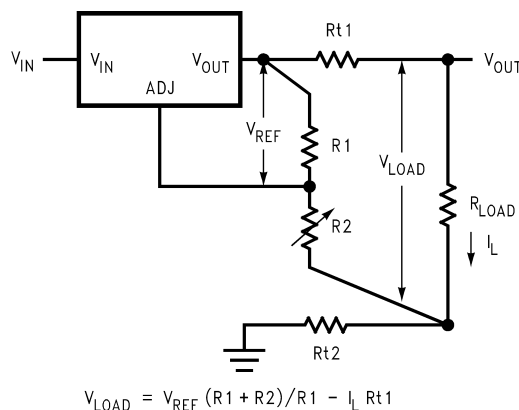 Rt1
V_IN
V_IN
V_OUT
V_OUT
ADJ
V_REF
R1
V_LOAD
R2
R_LOAD
I_L
Rt2
V_LOAD = V_REF (R1 + R2)/R1 - I_L Rt1